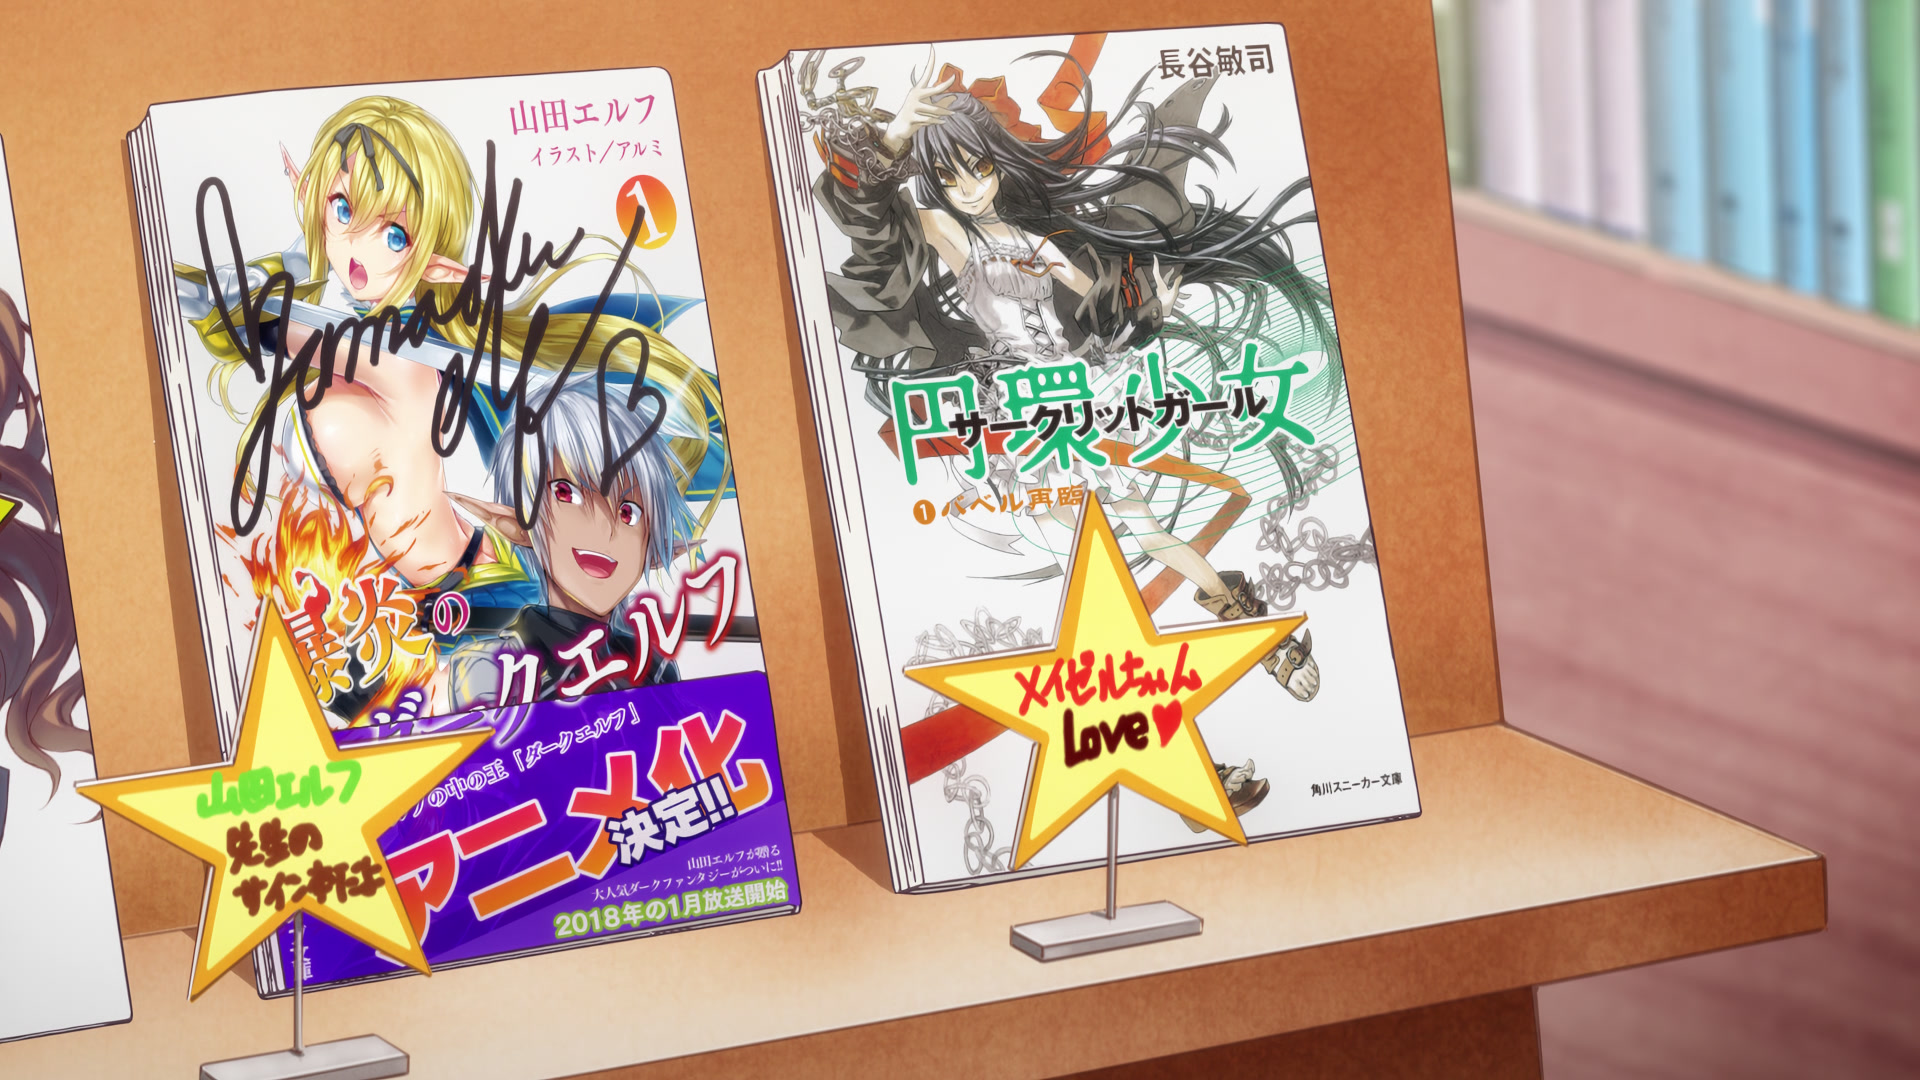 山田エルフ
イラスト/アルミ
1
Yamada
Elf
爆炎の
ダークエルフ
の中の王「ダークエルフ」
アニメ化
決定!!
山田エルフが贈る
大人気ダークファンタジーがついに!!
2018年の1月放送開始
山田エルフ
先生の
サイン本だよ
長谷敏司
円環少女
サークリットガール
1バベル再臨
メイゼルちゃん
Love♥
角川スニーカー文庫